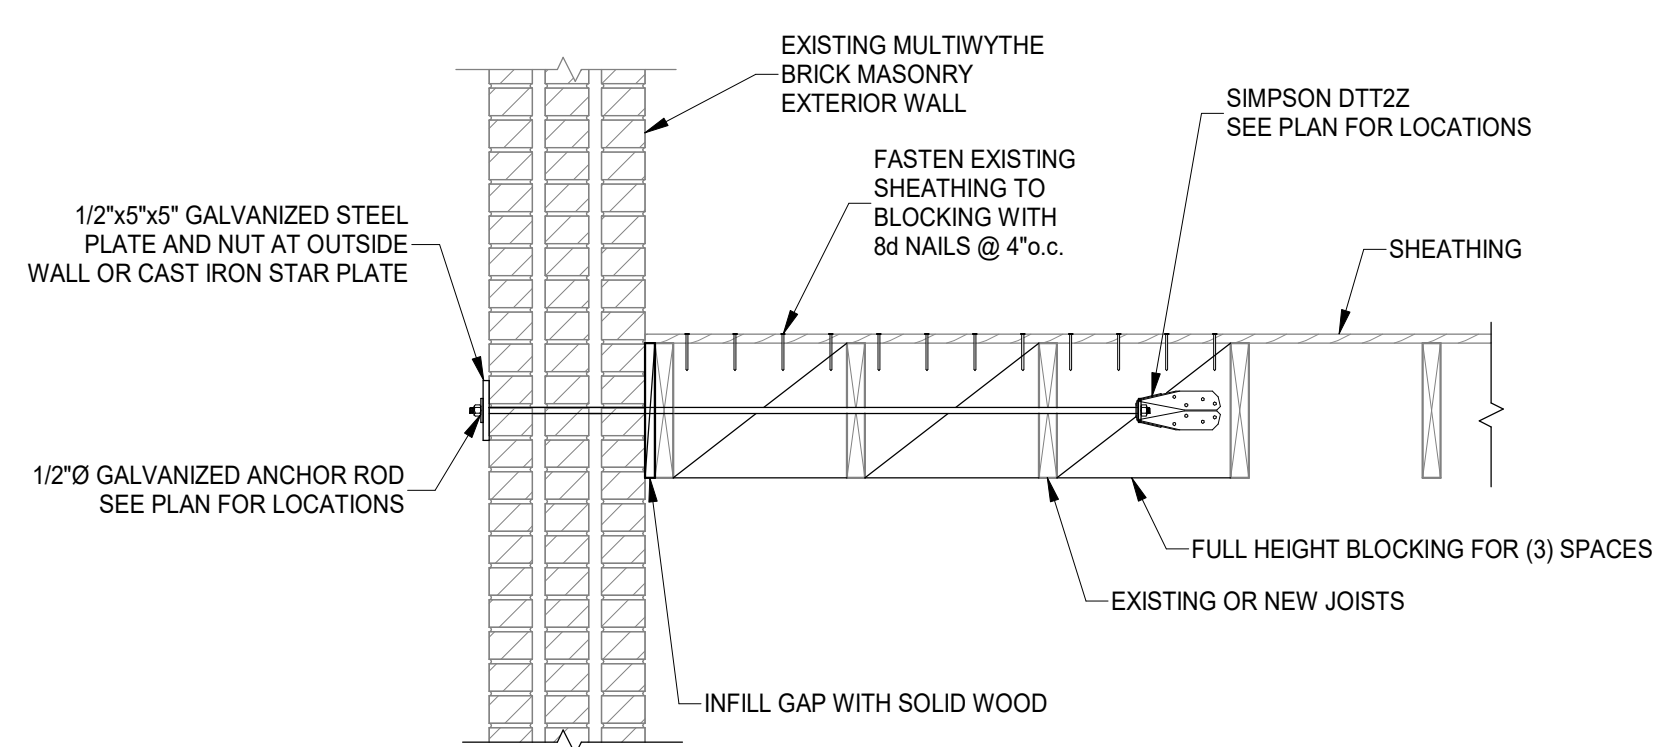 EXISTING MULTIWYTHE
BRICK MASONRY
EXTERIOR WALL
SIMPSON DTT2Z
SEE PLAN FOR LOCATIONS
FASTEN EXISTING
SHEATHING TO
BLOCKING WITH
8d NAILS @ 4"o.c.
1/2"x5"x5" GALVANIZED STEEL
PLATE AND NUT AT OUTSIDE
WALL OR CAST IRON STAR PLATE
SHEATHING
1/2"Ø GALVANIZED ANCHOR ROD
SEE PLAN FOR LOCATIONS
FULL HEIGHT BLOCKING FOR (3) SPACES
EXISTING OR NEW JOISTS
INFILL GAP WITH SOLID WOOD